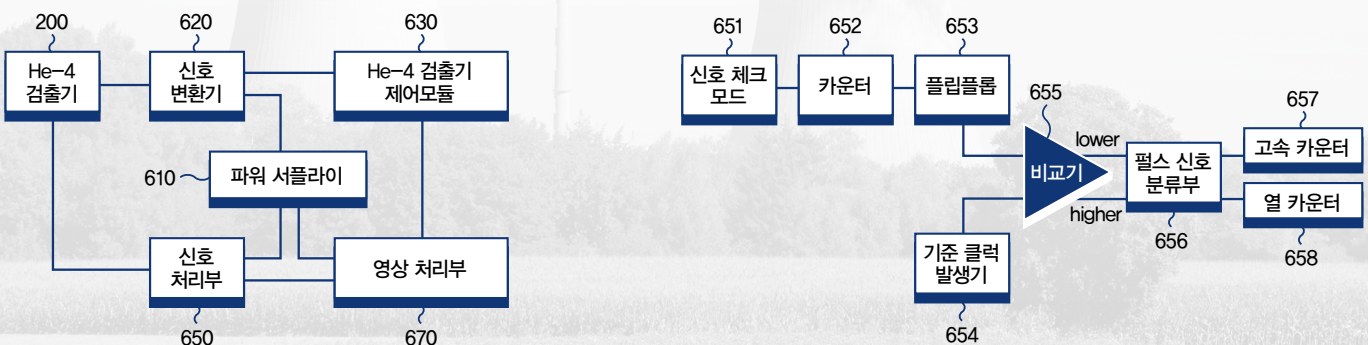 200
620
630
He-4
검출기
신호
변환기
He-4 검출기
제어모듈
610
파워 서플라이
신호
처리부
영상 처리부
650
670
651
652
653
신호 체크
모드
카운터
플립플롭
655
비교기
lower
higher
657
고속 카운터
펄스 신호
분류부
열 카운터
656
658
기준 클럭
발생기
654